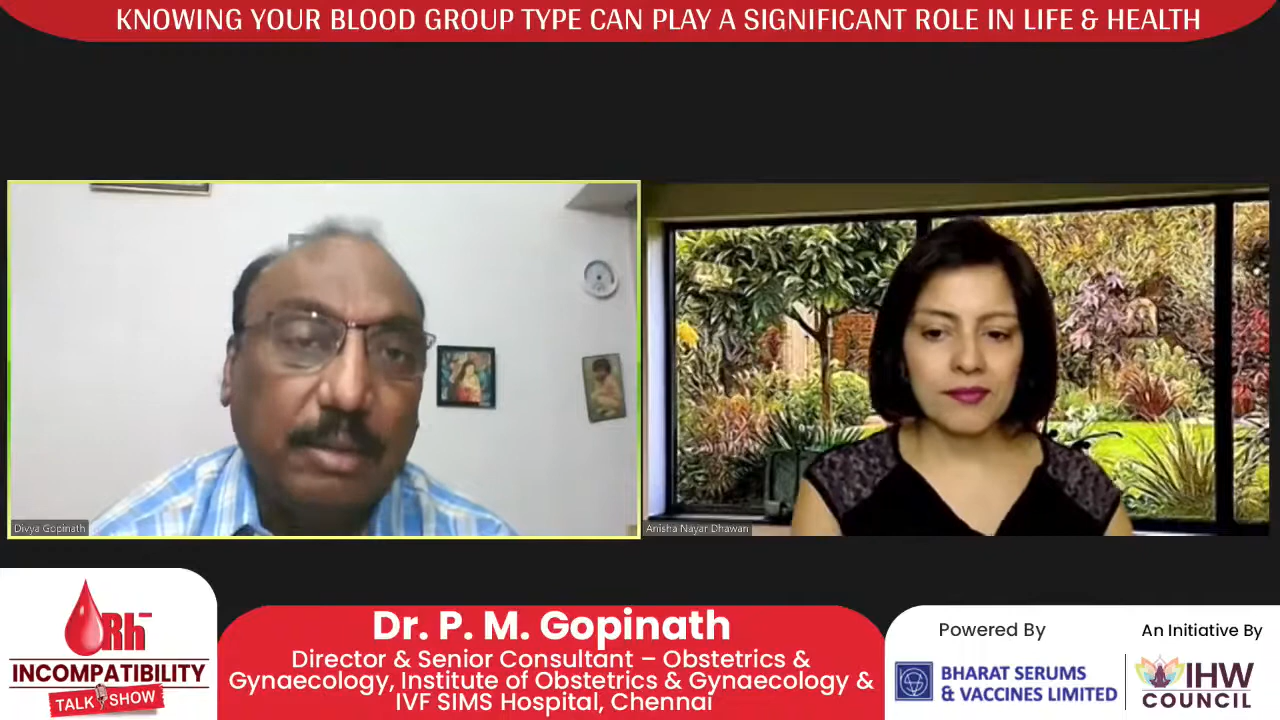 KNOWING YOUR BLOOD GROUP TYPE CAN PLAY A SIGNIFICANT ROLE IN LIFE & HEALTH
Divya Gopinath
Anisha Nayar Dhawan
Rh-
INCOMPATIBILITY
TALK SHOW
Dr. P. M. Gopinath
Director & Senior Consultant – Obstetrics &
Gynaecology, Institute of Obstetrics & Gynaecology &
IVF SIMS Hospital, Chennai
Powered By
BHARAT SERUMS
& VACCINES LIMITED
An Initiative By
IHW
COUNCIL